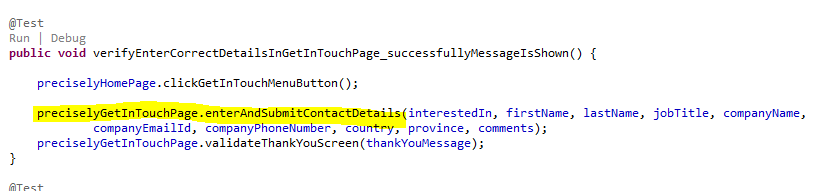 @Test
Run | Debug
public void verifyEnterCorrectDetailsInGetInTouchPage_successfullyMessageIsShown() {
preciselyHomePage.clickGetInTouchMenuButton();
preciselyGetInTouchPage.enterAndSubmitContactDetails(interestedIn, firstName, lastName, jobTitle, companyName,
companyEmailId, companyPhoneNumber, country, province, comments);
preciselyGetInTouchPage.validateThankYouScreen(thankYouMessage);
}
@Test